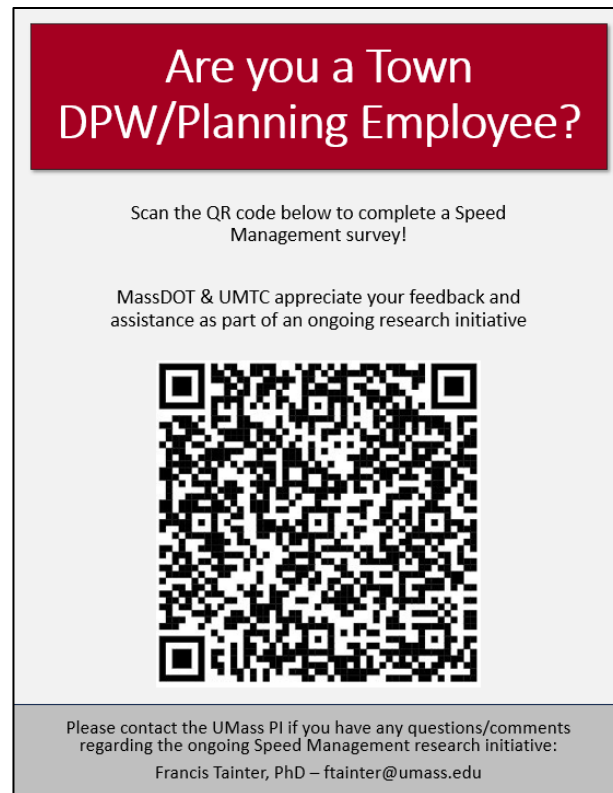 Are you a Town
DPW/Planning Employee?
Scan the QR code below to complete a Speed
Management survey!
MassDOT & UMTC appreciate your feedback and
assistance as part of an ongoing research initiative
Please contact the UMass PI if you have any questions/comments
regarding the ongoing Speed Management research initiative:
Francis Tainter, PhD – ftainter@umass.edu